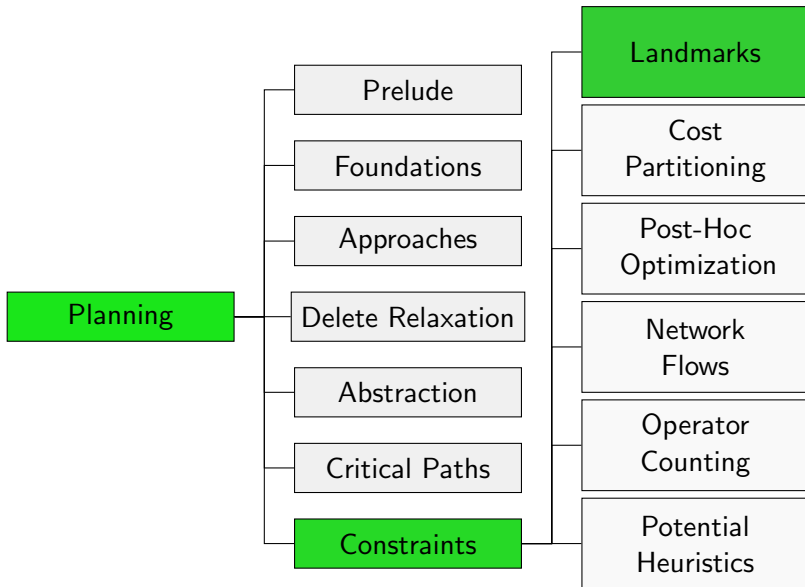 Planning
Prelude
Foundations
Approaches
Delete Relaxation
Abstraction
Critical Paths
Constraints
Landmarks
Cost
Partitioning
Post-Hoc
Optimization
Network
Flows
Operator
Counting
Potential
Heuristics